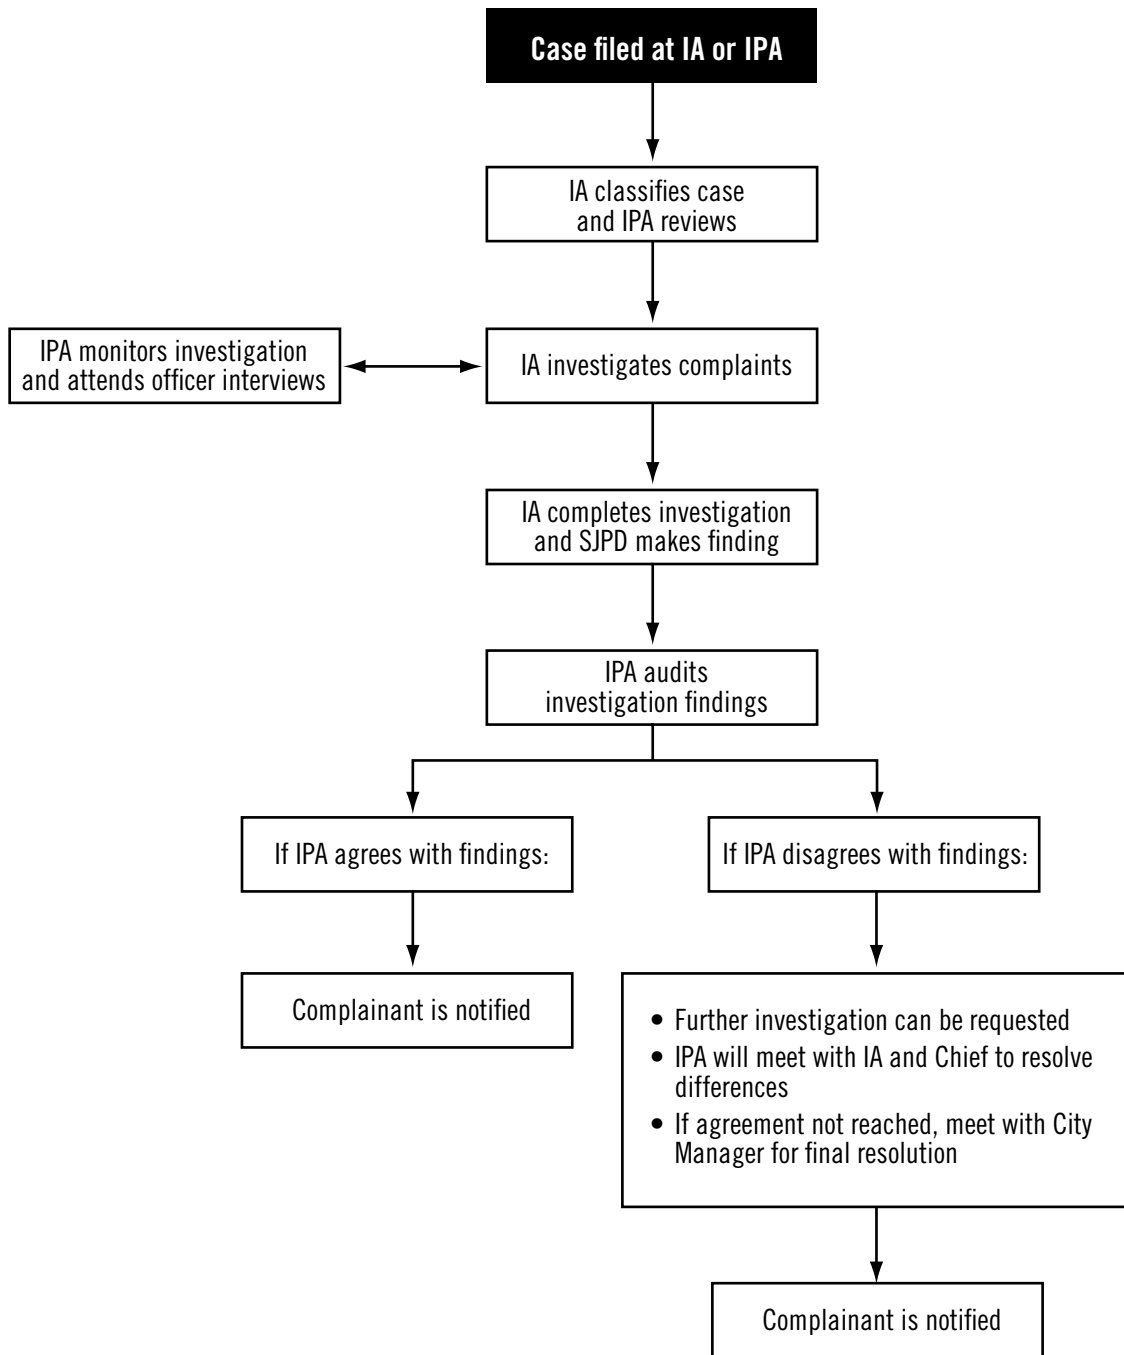 Case filed at IA or IPA
IA classifies case
and IPA reviews
IPA monitors investigation
and attends officer interviews
IA investigates complaints
IA completes investigation
and SJPD makes finding
IPA audits
investigation findings
If IPA agrees with findings:
If IPA disagrees with findings:
Complainant is notified
• Further investigation can be requested
• IPA will meet with IA and Chief to resolve
differences
• If agreement not reached, meet with City
Manager for final resolution
Complainant is notified